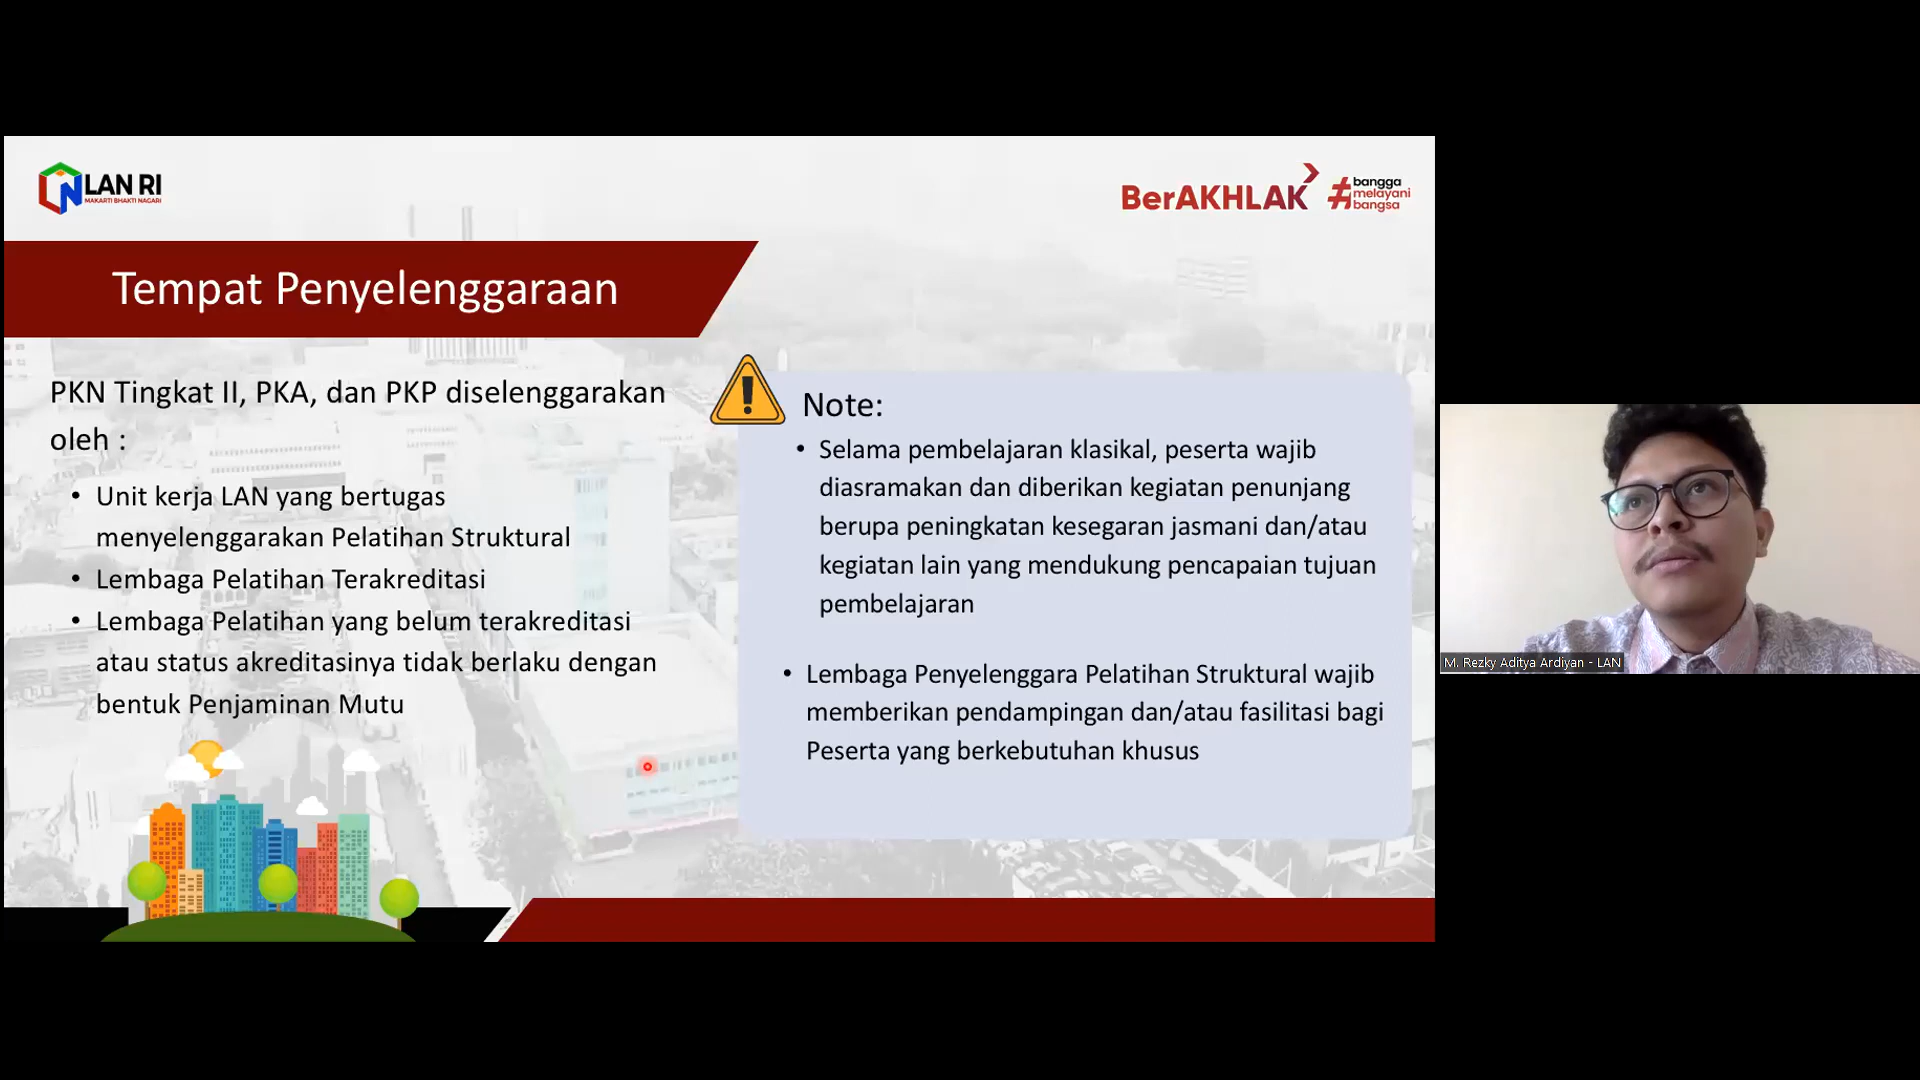 LAN RI
MAKARTI BHAKTI NAGARI
BerAKHLAK
# bangga
melayani
bangsa
Tempat Penyelenggaraan
PKN Tingkat II, PKA, dan PKP diselenggarakan
oleh :
• Unit kerja LAN yang bertugas
menyelenggarakan Pelatihan Struktural
• Lembaga Pelatihan Terakreditasi
• Lembaga Pelatihan yang belum terakreditasi
atau status akreditasinya tidak berlaku dengan
bentuk Penjaminan Mutu
Note:
• Selama pembelajaran klasikal, peserta wajib
diasramakan dan diberikan kegiatan penunjang
berupa peningkatan kesegaran jasmani dan/atau
kegiatan lain yang mendukung pencapaian tujuan
pembelajaran
• Lembaga Penyelenggara Pelatihan Struktural wajib
memberikan pendampingan dan/atau fasilitasi bagi
Peserta yang berkebutuhan khusus
M. Rezky Aditya Ardiyan - LAN